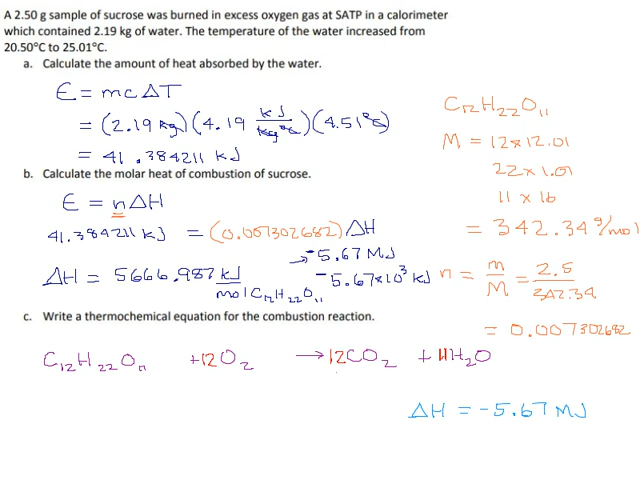 A 2.50 g sample of sucrose was burned in excess oxygen gas at SATP in a calorimeter
which contained 2.19 kg of water. The temperature of the water increased from
20.50°C to 25.01°C.
a. Calculate the amount of heat absorbed by the water.
E = mcΔT
= (2.19 kg)(4.19 kJ/kg°C)(4.51°C)
= 41.384211 kJ
b. Calculate the molar heat of combustion of sucrose.
E = nΔH
41.384211 kJ = (0.007302682) ΔH
→ -5.67 MJ
ΔH = 5666.987 kJ/mol C12H22O11
-5.67×10³ kJ
c. Write a thermochemical equation for the combustion reaction.
C12H22O11 + 12O2 → 12CO2 + 11H2O
ΔH = -5.67 MJ
C12H22O11
M = 12 × 12.01
22 × 1.01
11 × 16
= 342.34 g/mol
n = m/M = 2.5/342.34
= 0.007302682